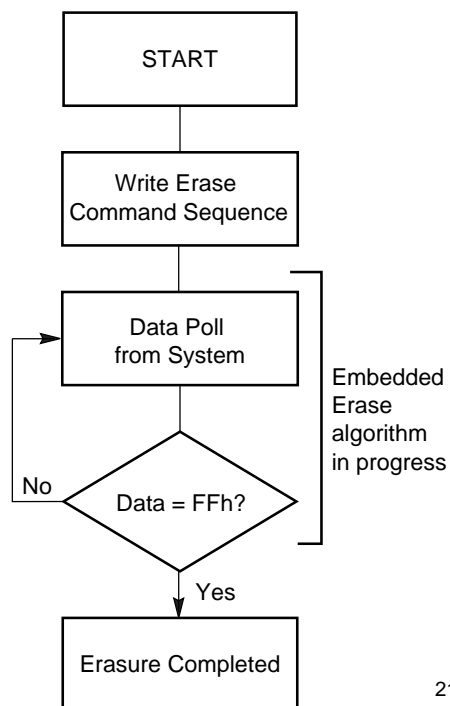 START
Write Erase
Command Sequence
Data Poll
from System
Embedded
Erase
algorithm
in progress
No
Data = FFh?
Yes
Erasure Completed
21